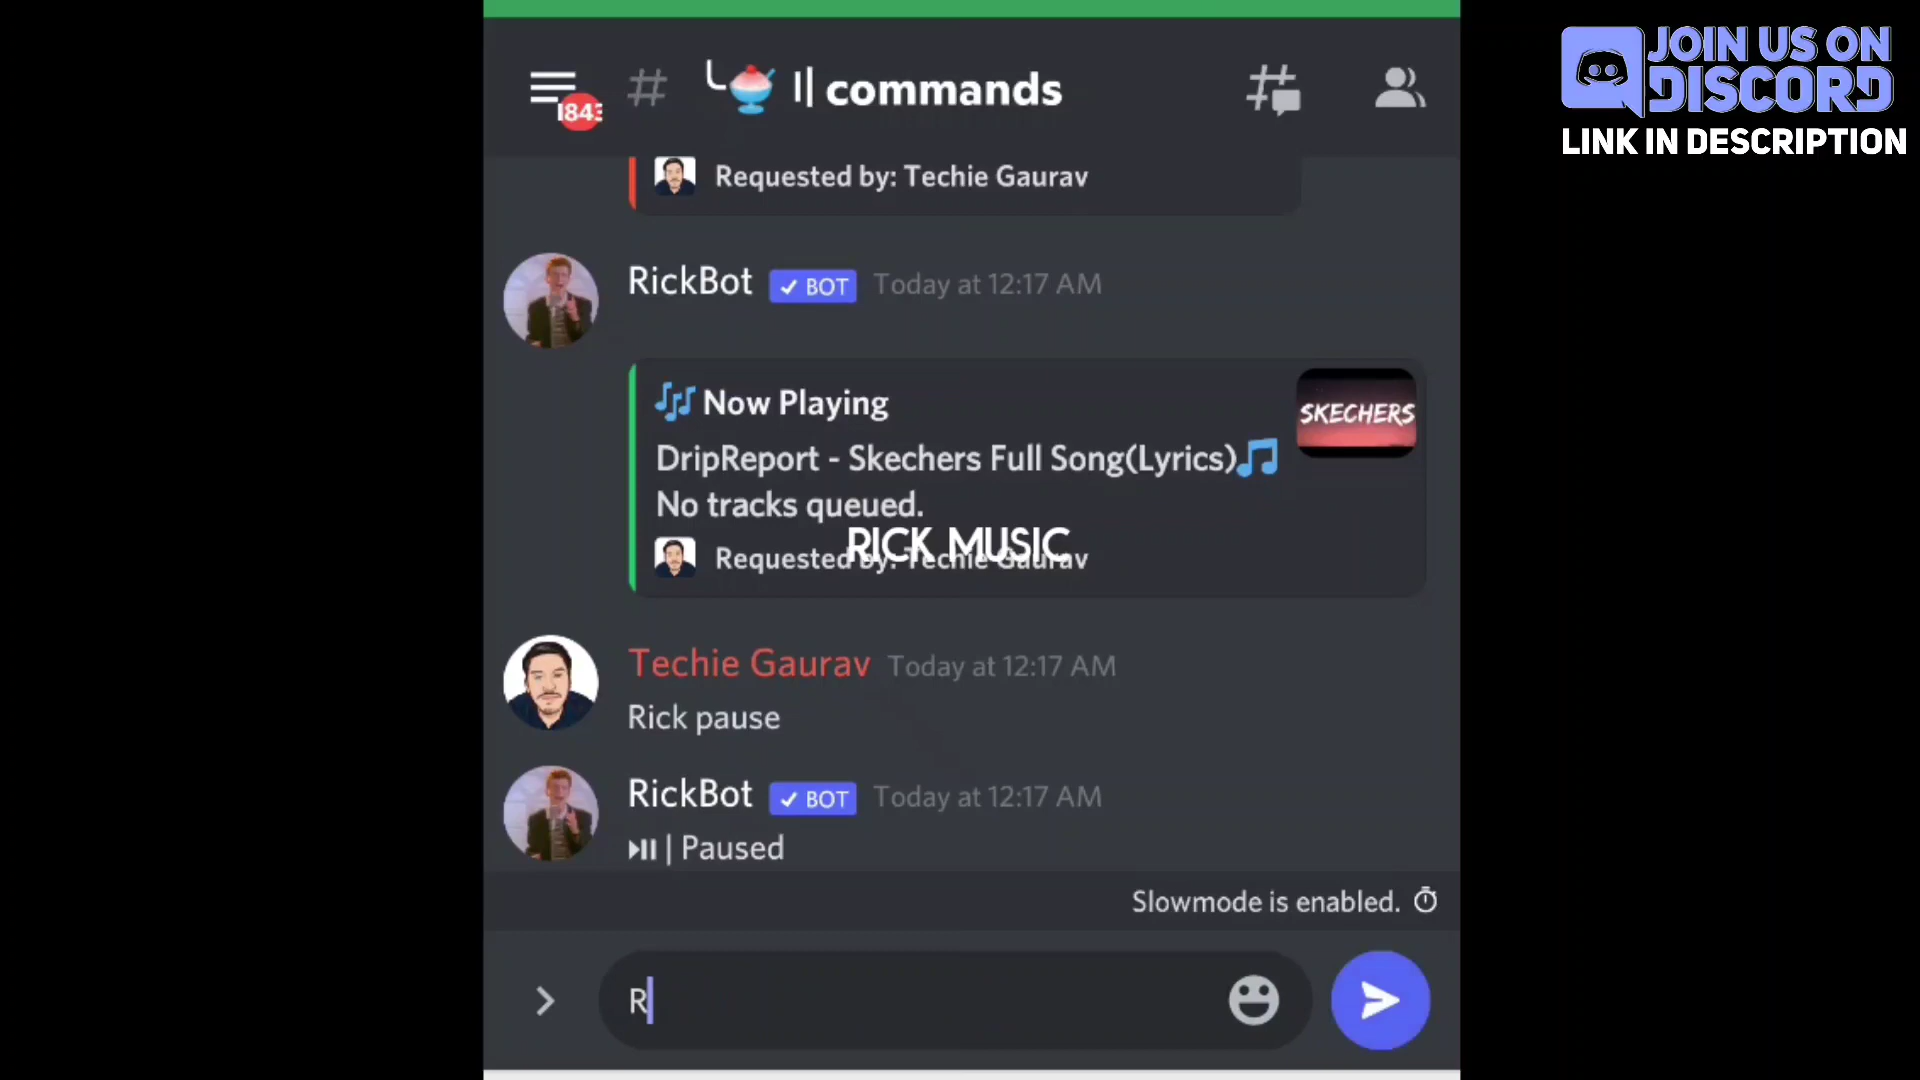 JOIN US ON
DISCORD
LINK IN DESCRIPTION
# commands
Requested by: Techie Gaurav
RickBot ✓ BOT Today at 12:17 AM
🎶 Now Playing
DripReport - Skechers Full Song(Lyrics)🎵
SKECHERS
No tracks queued.
RICK MUSIC
Requested by: Techie Gaurav
Techie Gaurav Today at 12:17 AM
Rick pause
RickBot ✓ BOT Today at 12:17 AM
⏯ | Paused
Slowmode is enabled.
R